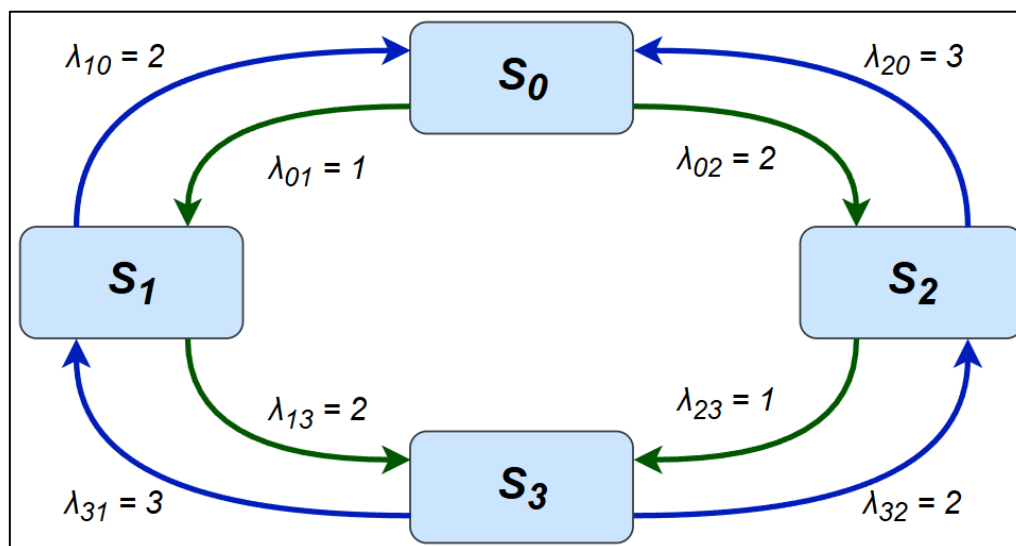 λ10 = 2
S0
λ20 = 3
λ01 = 1
λ02 = 2
S1
S2
λ13 = 2
λ23 = 1
S3
λ31 = 3
λ32 = 2